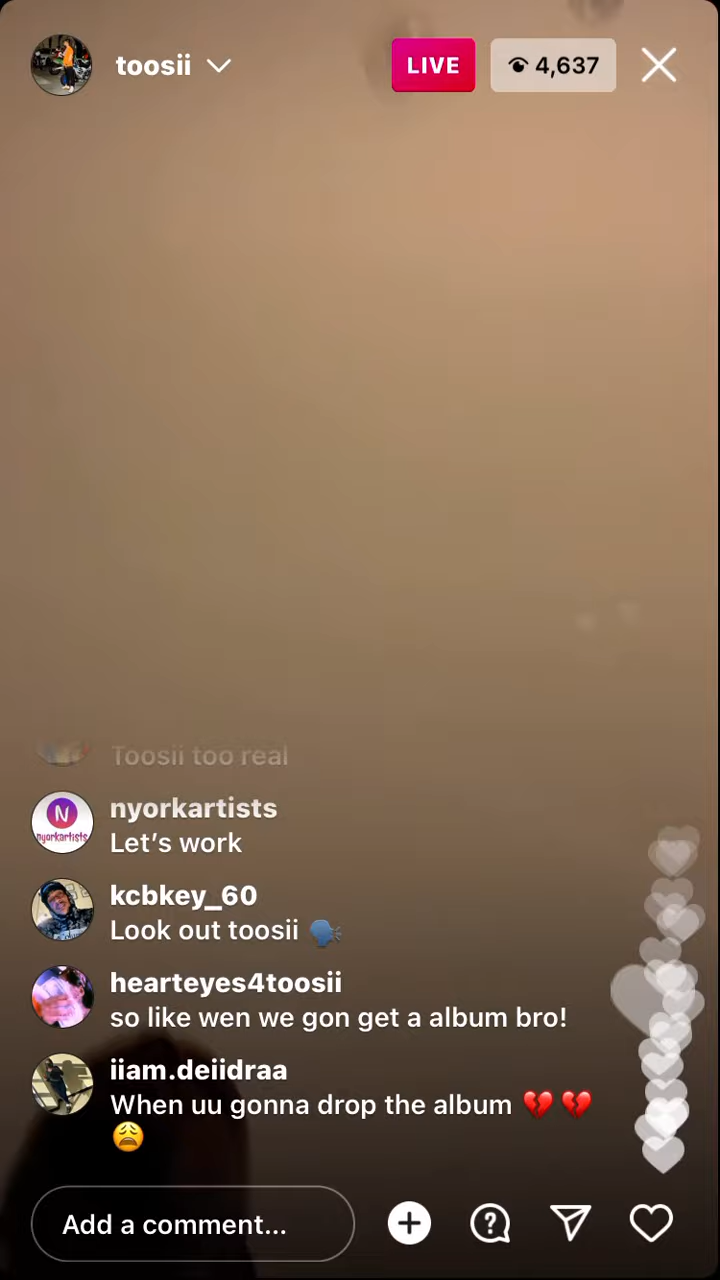 toosii
LIVE
4,637
Toosii too real
nyorkartists
N
nyorkartists
Let’s work
kcbkey_60
Look out toosii 🗣️
hearteyes4toosii
so like wen we gon get a album bro!
iiam.deiidraa
When uu gonna drop the album 💔 💔
😩
Add a comment...